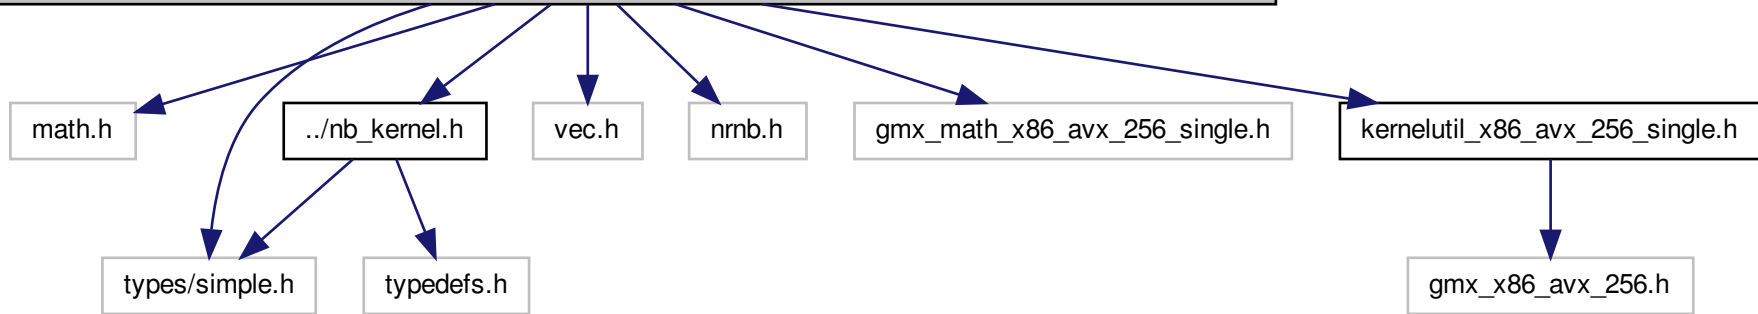 math.h
../nb_kernel.h
vec.h
nrnb.h
gmx_math_x86_avx_256_single.h
kernelutil_x86_avx_256_single.h
types/simple.h
typedefs.h
gmx_x86_avx_256.h